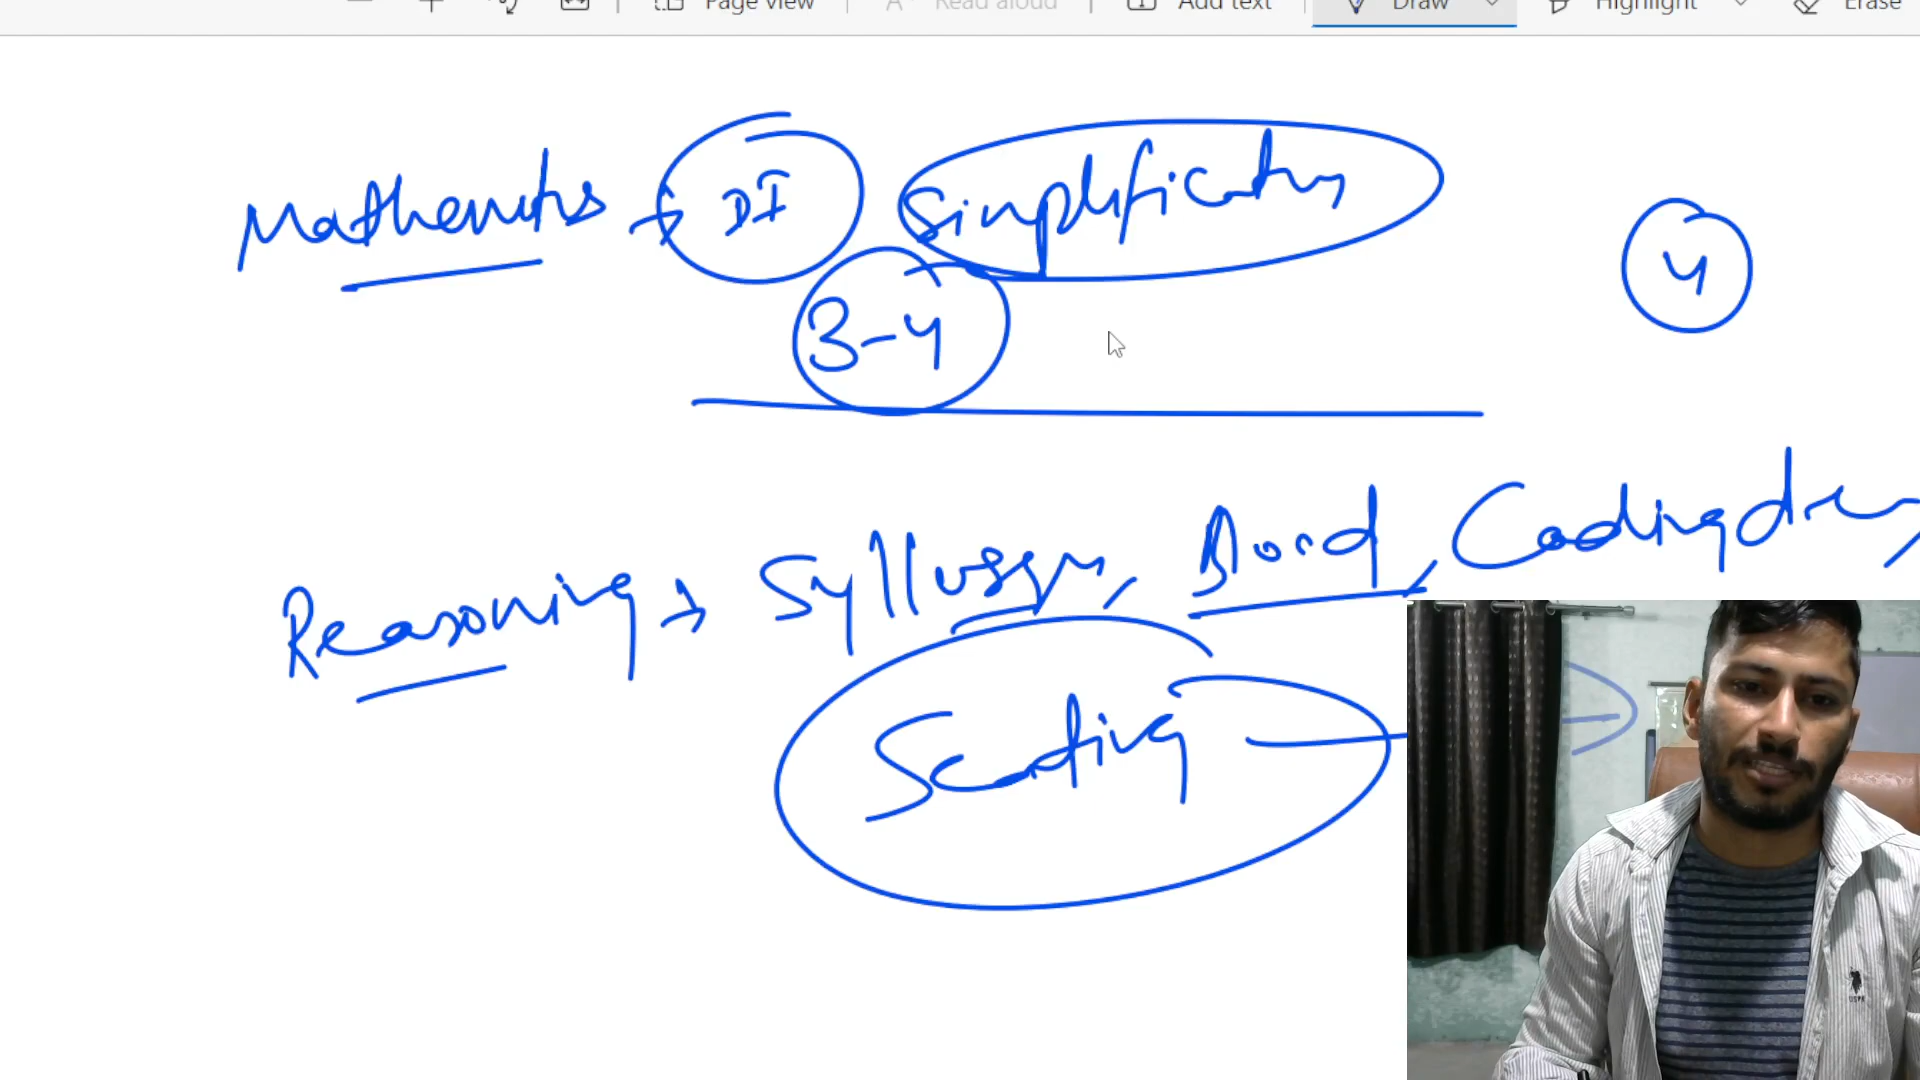 Page view Read aloud Add text Draw Highlight Erase
Mathematics → DI Simplification
4
3-4
Reasoning → Syllogism, Blood, Coding
Seating
USPA